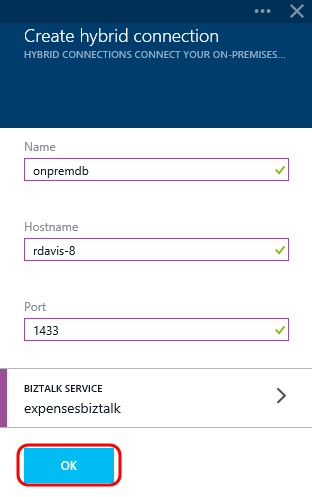 Create hybrid connection
HYBRID CONNECTIONS CONNECT YOUR ON-PREMISES...
Name
onpremdb
Hostname
rdavis-8
Port
1433
BIZTALK SERVICE
expensesbiztalk
OK